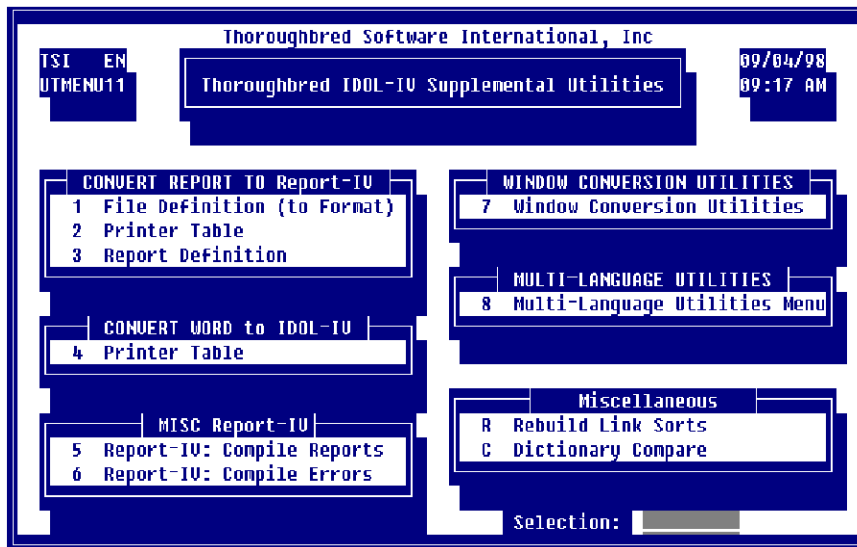 Thoroughbred Software International, Inc
TSI EN
UTMENU11
Thoroughbred IDOL-IV Supplemental Utilities
09/04/98
09:17 AM
CONVERT REPORT TO Report-IV
1 File Definition (to Format)
2 Printer Table
3 Report Definition
CONVERT WORD to IDOL-IV
4 Printer Table
MISC Report-IV
5 Report-IV: Compile Reports
6 Report-IV: Compile Errors
WINDOW CONVERSION UTILITIES
7 Window Conversion Utilities
MULTI-LANGUAGE UTILITIES
8 Multi-Language Utilities Menu
Miscellaneous
R Rebuild Link Sorts
C Dictionary Compare
Selection: